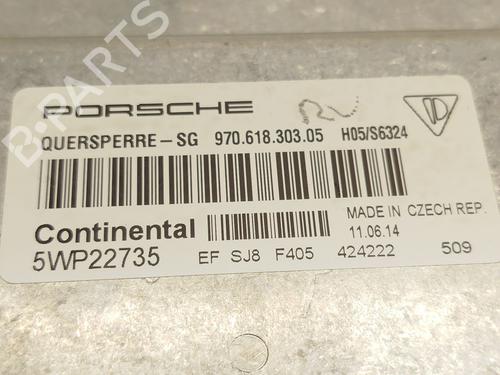 PORSCHE
QUERSPERRE-SG 970.618.303.05 H05/S6324
Continental
MADE IN CZECH REP.
5WP22735 EF SJ8 F405 11.06.14
424222 509
B-PARTS